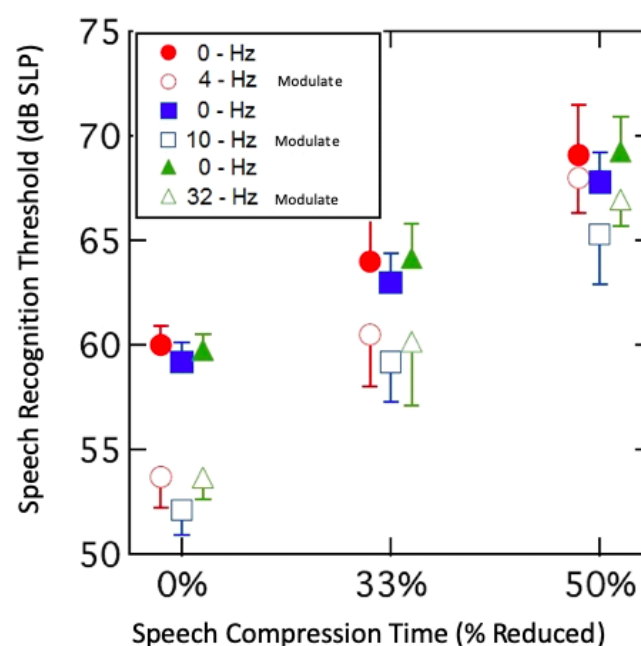 75
70
65
60
55
50
Speech Recognition Threshold (dB SLP)
0 - Hz
4 - Hz Modulate
0 - Hz
10 - Hz Modulate
0 - Hz
32 - Hz Modulate
0% 33% 50%
Speech Compression Time (% Reduced)